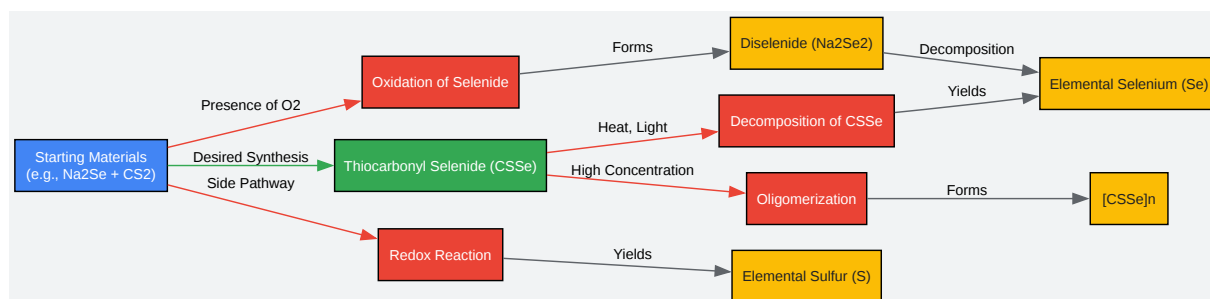 Forms
Diselenide (Na2Se2)
Decomposition
Oxidation of Selenide
Elemental Selenium (Se)
Presence of O2
Yields
Heat, Light
Decomposition of CSSe
Starting Materials
(e.g., Na2Se + CS2)
Desired Synthesis
Thiocarbonyl Selenide (CSSe)
High Concentration
Side Pathway
Oligomerization
Forms
[CSSe]n
Redox Reaction
Yields
Elemental Sulfur (S)